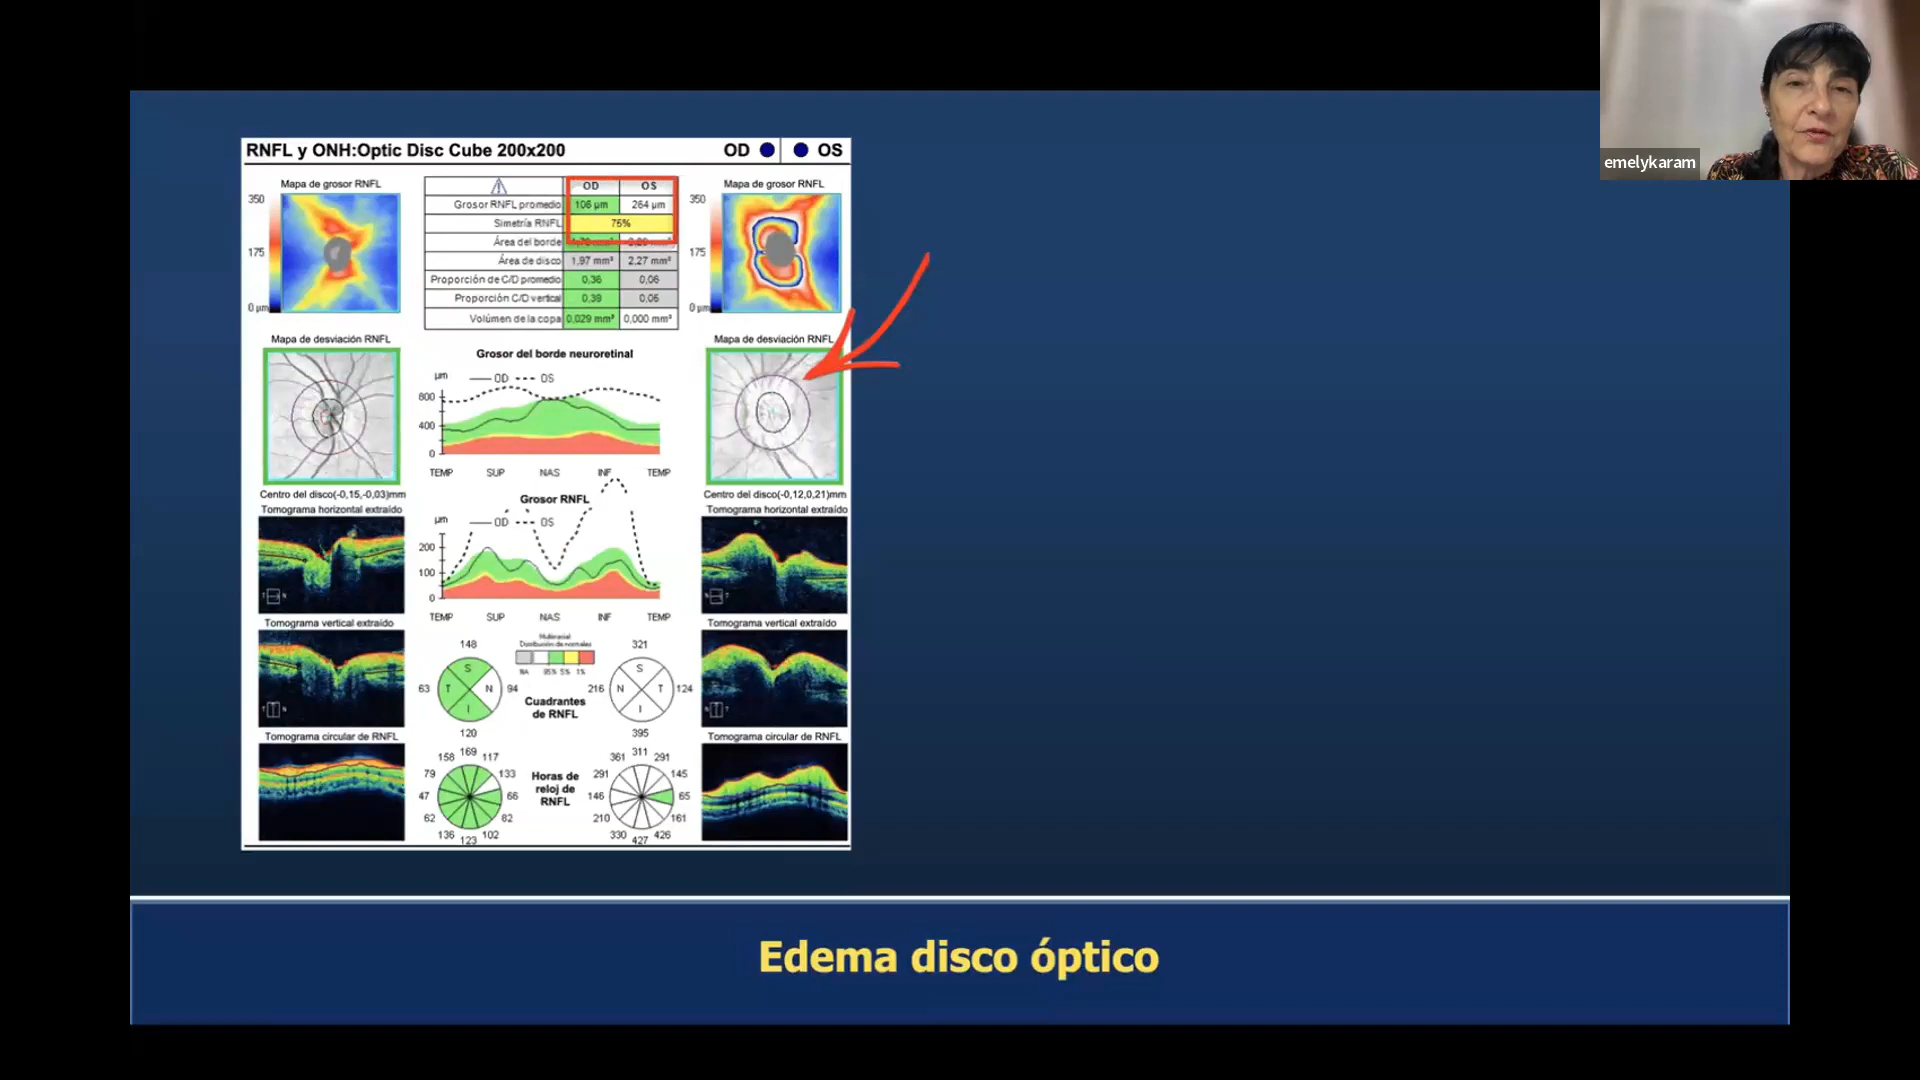 emelykaram
RNFL y ONH:Optic Disc Cube 200x200 OD OS
Mapa de grosor RNFL
350
175
0 µm
OD OS
Grosor RNFL promedio 106 µm 264 µm
Simetría RNFL 75%
Área del borde
Área de disco 1,97 mm² 2,27 mm²
Proporción de C/D promedio 0,36 0,06
Proporción C/D vertical 0,39 0,05
Volúmen de la copa 0,029 mm³ 0,000 mm³
Mapa de grosor RNFL
350
175
0 µm
Mapa de desviación RNFL
Centro del disco(-0,15,-0,03)mm
Tomograma horizontal extraído
T N
Tomograma vertical extraído
Tomograma circular de RNFL
Grosor del borde neuroretinal
µm OD OS
800
400
0
TEMP SUP NAS INF TEMP
Grosor RNFL
µm OD OS
200
100
0
TEMP SUP NAS INF TEMP
Multiracial
Distribución de normales
NA 95% 5% 1%
148
63 S T N I 94
120
Cuadrantes
de RNFL
321
216 S N T I 124
395
169
158 117
79 133
47 66
62 82
136 102
123
Horas de
reloj de
RNFL
311
361 291
291 145
146 65
210 161
330 426
427
Mapa de desviación RNFL
Centro del disco(-0,12,0,21)mm
Tomograma horizontal extraído
N T
Tomograma vertical extraído
Tomograma circular de RNFL
Edema disco óptico